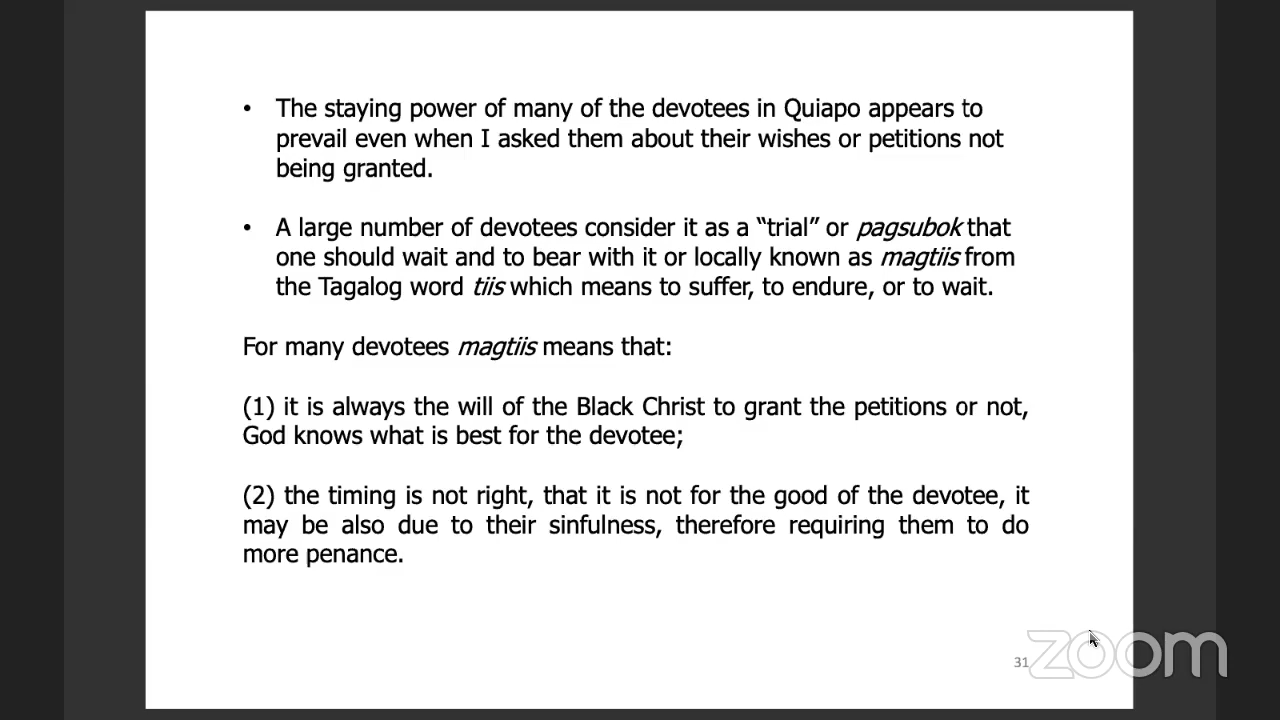 • The staying power of many of the devotees in Quiapo appears to
prevail even when I asked them about their wishes or petitions not
being granted.
• A large number of devotees consider it as a “trial” or pagsubok that
one should wait and to bear with it or locally known as magtiis from
the Tagalog word tiis which means to suffer, to endure, or to wait.
For many devotees magtiis means that:
(1) it is always the will of the Black Christ to grant the petitions or not,
God knows what is best for the devotee;
(2) the timing is not right, that it is not for the good of the devotee, it
may be also due to their sinfulness, therefore requiring them to do
more penance.
31
zoom